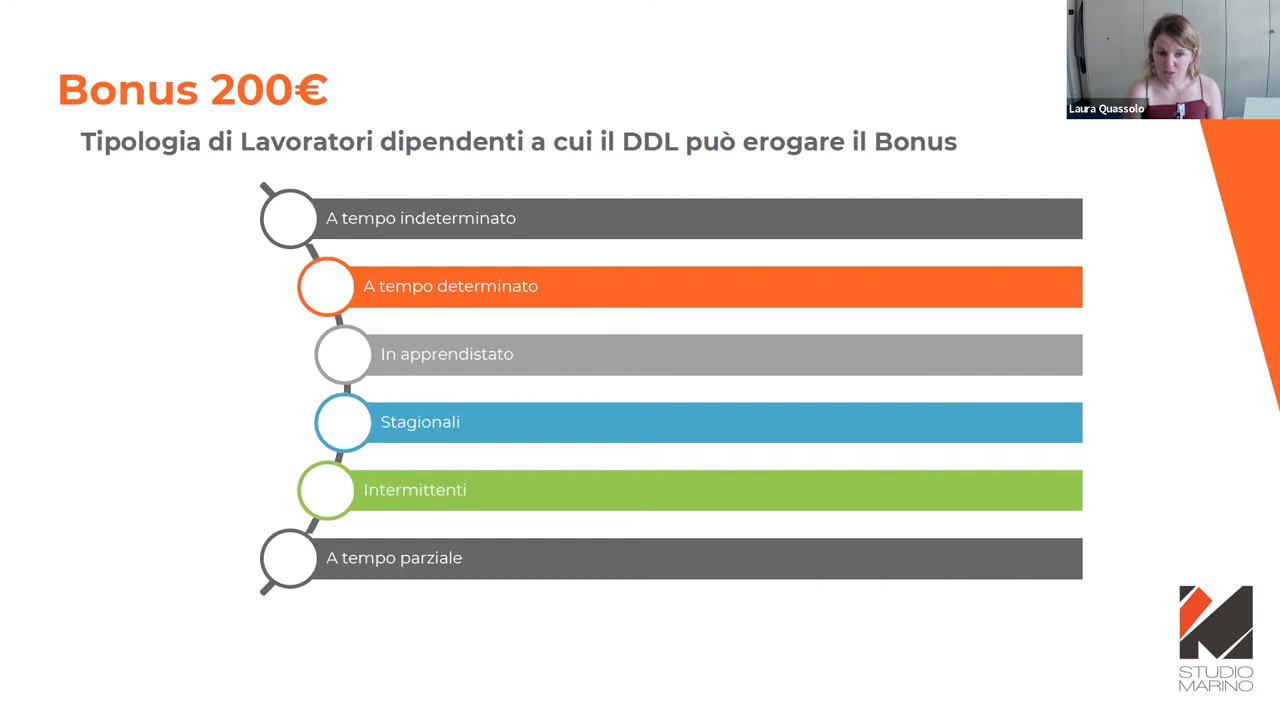 Bonus 200€
Tipologia di Lavoratori dipendenti a cui il DDL può erogare il Bonus
Laura Quassolo
A tempo indeterminato
A tempo determinato
In apprendistato
Stagionali
Intermittenti
A tempo parziale
STUDIO
MARINO